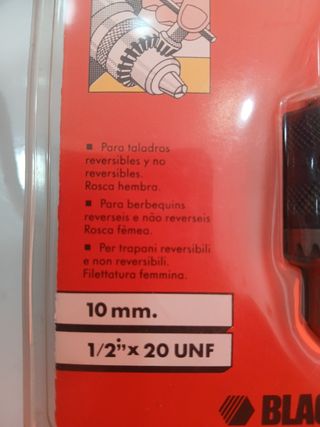 ■ Para taladros
reversibles y no
reversibles.
Rosca hembra.
■ Para berbequins
reverseis e não reverseis
Rosca fêmea.
■ Per trapani reversibili
e non reversibili.
Filettatura femmina.
10 mm.
1/2" x 20 UNF
BLAC